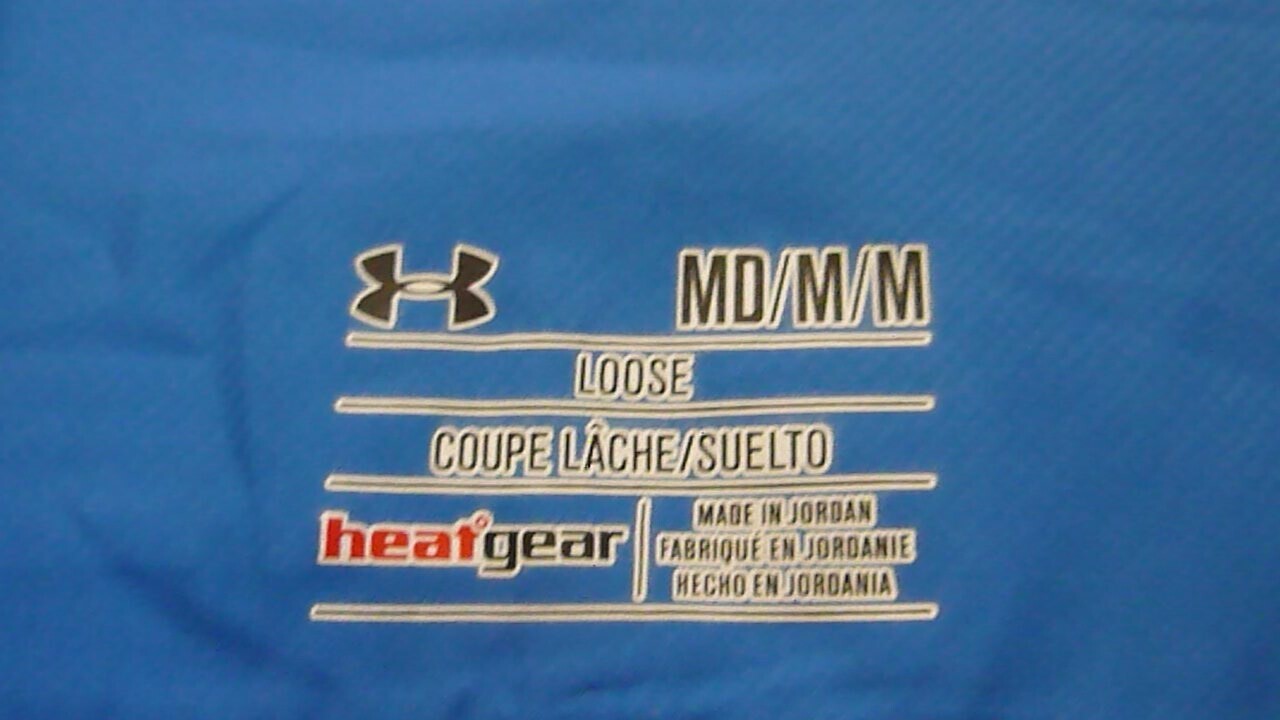 MD/M/M
LOOSE
COUPE LÂCHE/SUELTO
heatgear
MADE IN JORDAN
FABRIQUÉ EN JORDANIE
HECHO EN JORDANIA